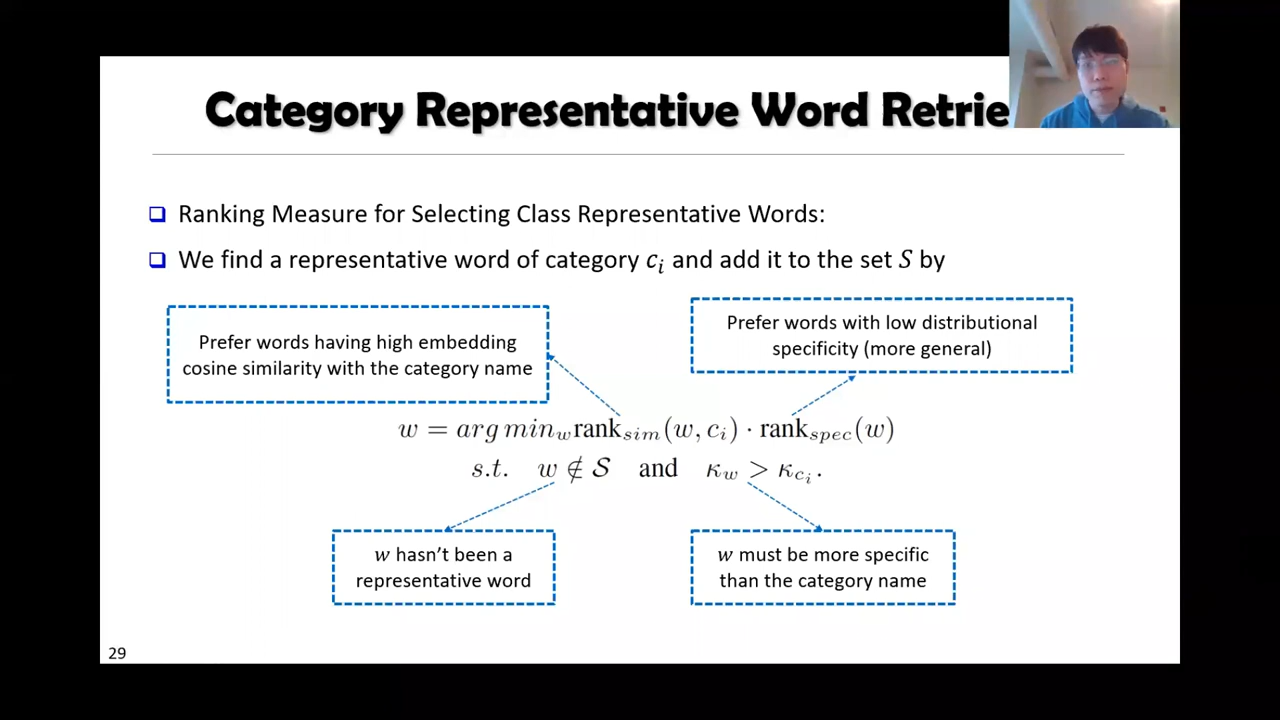 Category Representative Word Retrie
Ranking Measure for Selecting Class Representative Words:
We find a representative word of category cᵢ and add it to the set S by
Prefer words having high embedding
cosine similarity with the category name
Prefer words with low distributional
specificity (more general)
w = arg min_w rank_sim(w, c_i) · rank_spec(w)
s.t. w ∉ S and κ_w > κ_{c_i}.
w hasn't been a
representative word
w must be more specific
than the category name
29